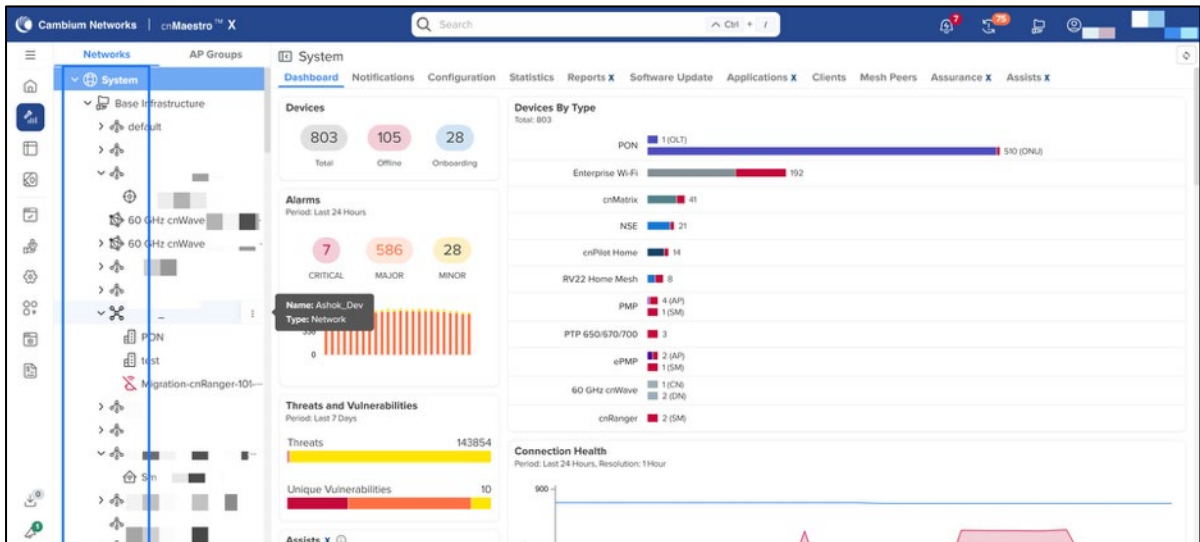 Cambium Networks | cnMaestro™ X
Search
Ctrl + /
7
75
Networks
AP Groups
System
Base Infrastructure
default
60 GHz cnWave
60 GHz cnWave
PON
test
Migration-cnRanger-101-...
Sm
0
1
System
Dashboard Notifications Configuration Statistics Reports X Software Update Applications X Clients Mesh Peers Assurance X Assists X
Devices
803 105 28
Total Offline Onboarding
Alarms
Period: Last 24 Hours
7 586 28
CRITICAL MAJOR MINOR
Name: Ashok_Dev
Type: Network
0
Threats and Vulnerabilities
Period: Last 7 Days
Threats 143854
Unique Vulnerabilities 10
Assists X
Devices By Type
Total: 803
PON 1 (OLT)
510 (ONU)
Enterprise Wi-Fi 192
cnMatrix 41
NSE 21
cnPilot Home 14
RV22 Home Mesh 8
PMP 4 (AP)
1 (SM)
PTP 650/670/700 3
ePMP 2 (AP)
1 (SM)
60 GHz cnWave 1 (CN)
2 (DN)
cnRanger 2 (SM)
Connection Health
Period: Last 24 Hours, Resolution: 1 Hour
900